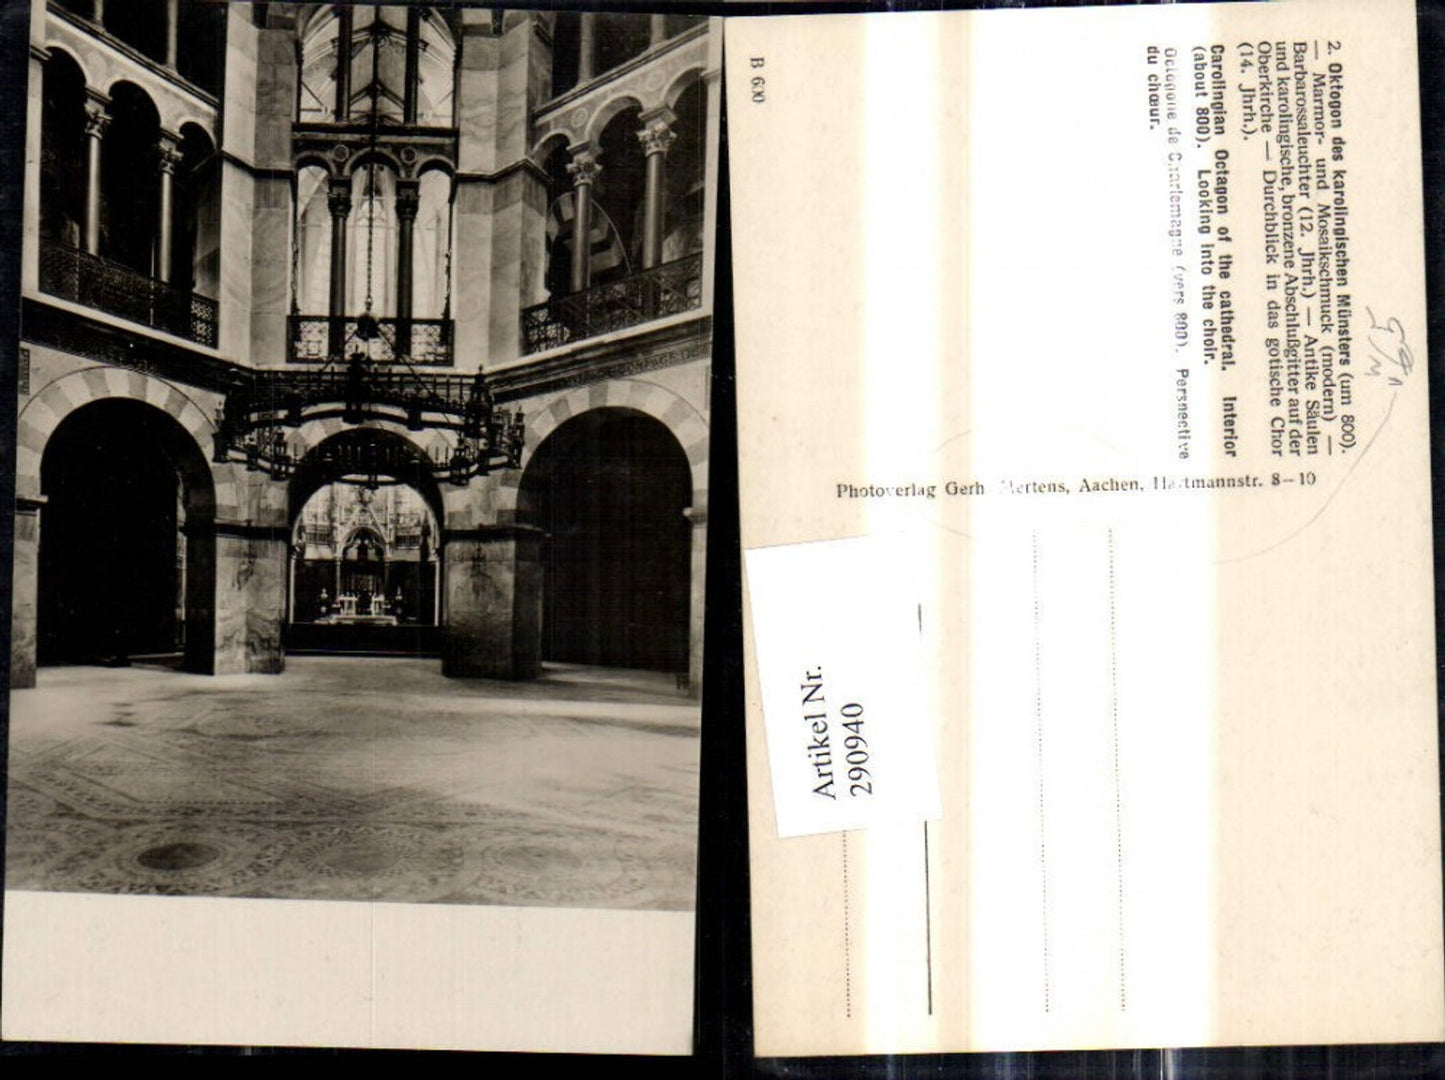 2. Oktogon des karolingischen Münsters (um 800).
— Marmor- und Mosaikschmuck (modern) —
Barbarossaleuchter (12. Jhrh.) — Antike Säulen
und karolingische, bronzene Abschlußgitter auf der
Oberkirche — Durchblick in das gotische Chor
(14. Jhrh.).
Carolingian Octagon of the cathedral. Interior
(about 800). Looking into the choir.
Octogone de Charlemagne (vers 800). Perspective
du chœur.
B 600
Photoverlag Gerh Mertens, Aachen, Hartmannstr. 8–10
Artikel Nr.
290940